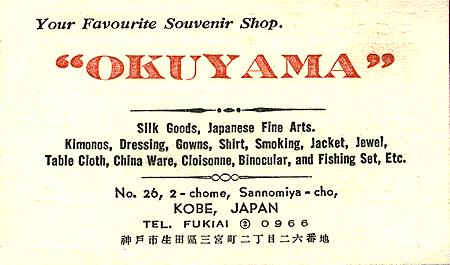 Your Favourite Souvenir Shop.
“OKUYAMA”
Silk Goods, Japanese Fine Arts.
Kimonos, Dressing, Gowns, Shirt, Smoking, Jacket, Jewel,
Table Cloth, China Ware, Cloisonne, Binocular, and Fishing Set, Etc.
No. 26, 2-chome, Sannomiya-cho,
KOBE, JAPAN
TEL. FUKIAI ② 0966
神戸市生田區三宮町二丁目二六番地